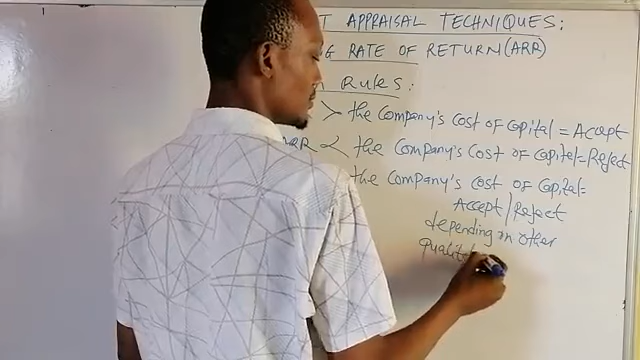 T APPRAISAL TECHNIQUES:
G RATE OF RETURN (ARR)
N RULES:
> the Company's Cost of Capital = Accept
ARR < the Company's Cost of Capital = Reject
the Company's Cost of Capital =
Accept / Reject
depending on other